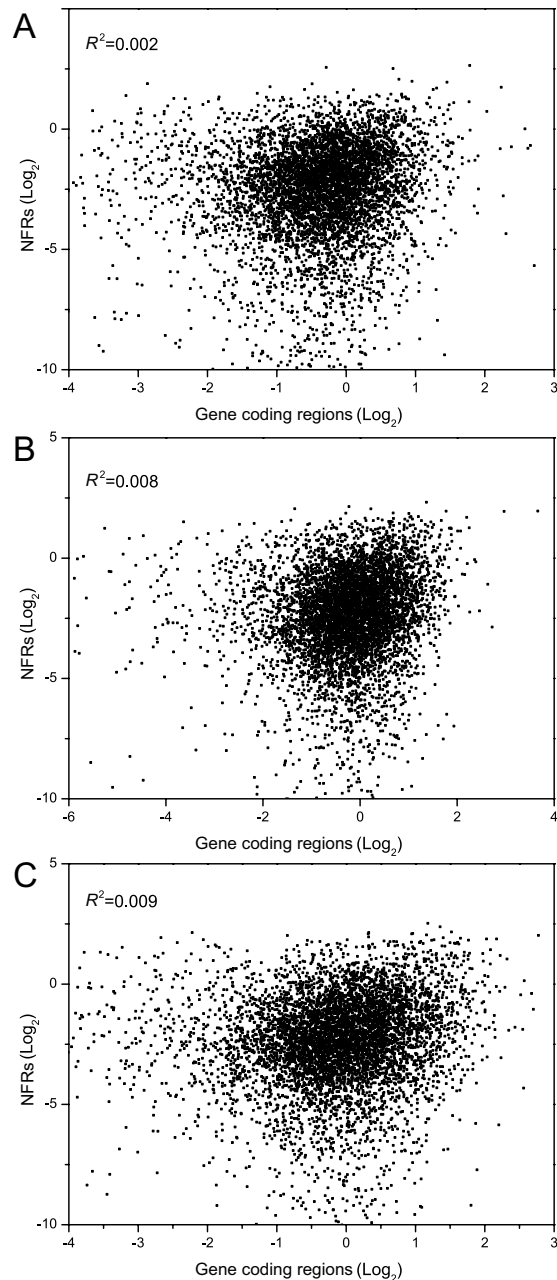 A
R²=0.002
0
-5
-10
NFRs (Log₂)
-4 -3 -2 -1 0 1 2 3
Gene coding regions (Log₂)
B
5
R²=0.008
0
-5
-10
NFRs (Log₂)
-6 -4 -2 0 2 4
Gene coding regions (Log₂)
C
5
R²=0.009
0
-5
-10
NFRs (Log₂)
-4 -3 -2 -1 0 1 2 3
Gene coding regions (Log₂)